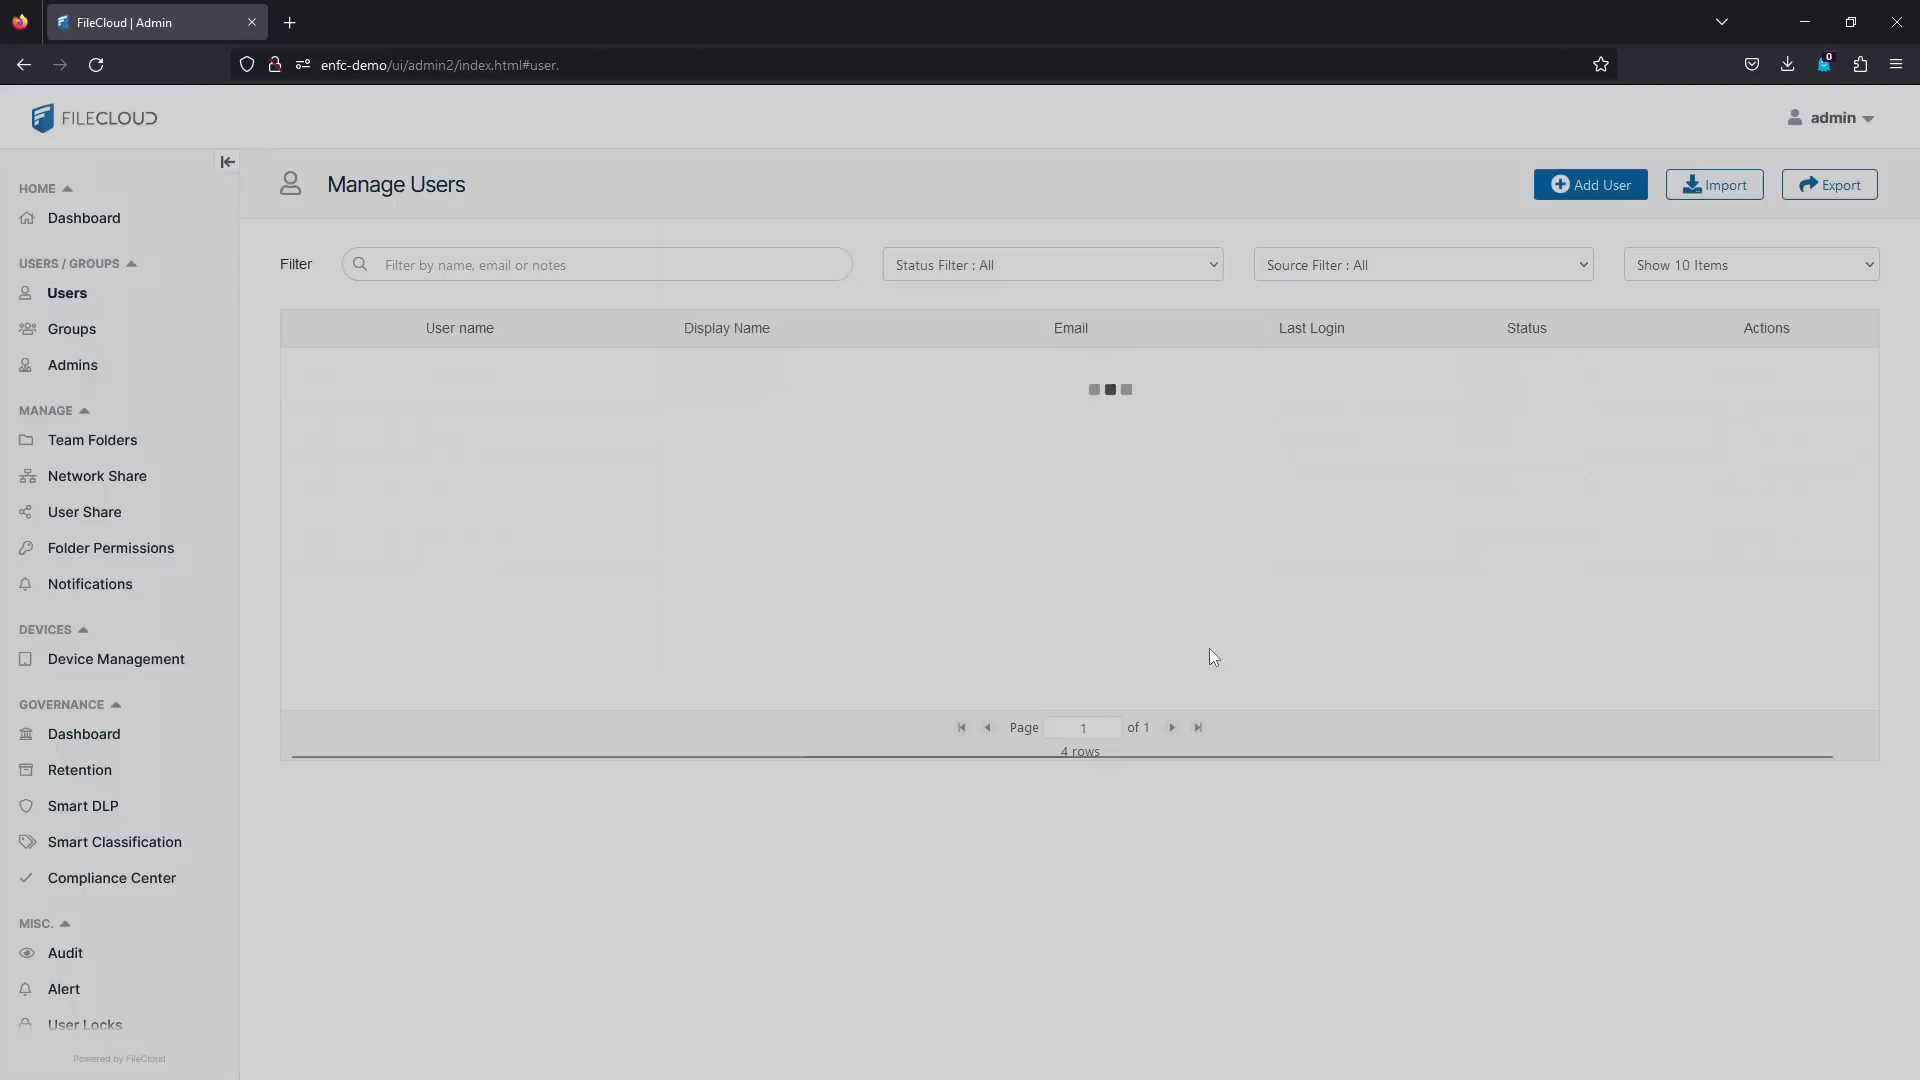 FileCloud | Admin
enfc-demo/ui/admin2/index.html#user.
0
FILECLOUD
admin
HOME
Dashboard
USERS / GROUPS
Users
Groups
Admins
MANAGE
Team Folders
Network Share
User Share
Folder Permissions
Notifications
DEVICES
Device Management
GOVERNANCE
Dashboard
Retention
Smart DLP
Smart Classification
Compliance Center
MISC.
Audit
Alert
User Locks
Powered by FileCloud
Manage Users
Add User
Import
Export
Filter
Filter by name, email or notes
Status Filter : All
Source Filter : All
Show 10 Items
User name Display Name Email Last Login Status Actions
Page 1 of 1
4 rows